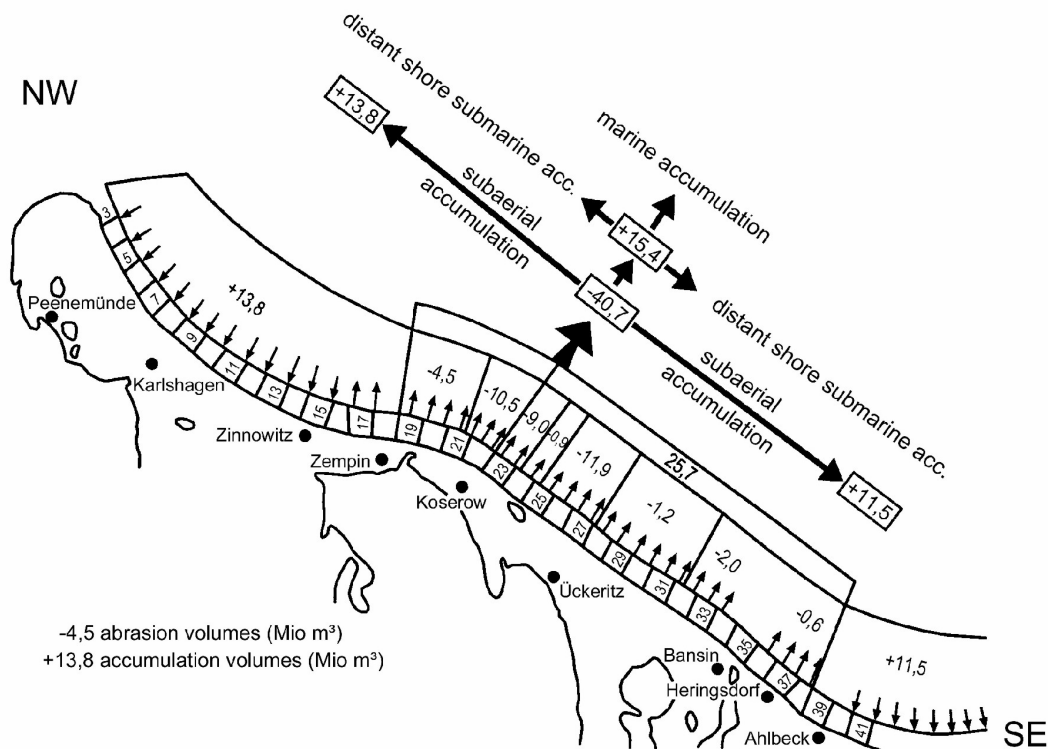 NW
distant shore submarine acc.
marine accumulation
+13,8
subaerial
accumulation
+15,4
-40,7
distant shore submarine acc.
subaerial
accumulation
+11,5
3
5
7
9
11
13
15
17
19
21
23
25
27
29
31
33
35
37
39
41
+13,8
-4,5
-10,5
-9,0
-0,9
-11,9
25,7
-1,2
-2,0
-0,6
+11,5
Peenemünde
Karlshagen
Zinnowitz
Zempin
Koserow
Ückeritz
Bansin
Heringsdorf
Ahlbeck
-4,5 abrasion volumes (Mio m³)
+13,8 accumulation volumes (Mio m³)
SE